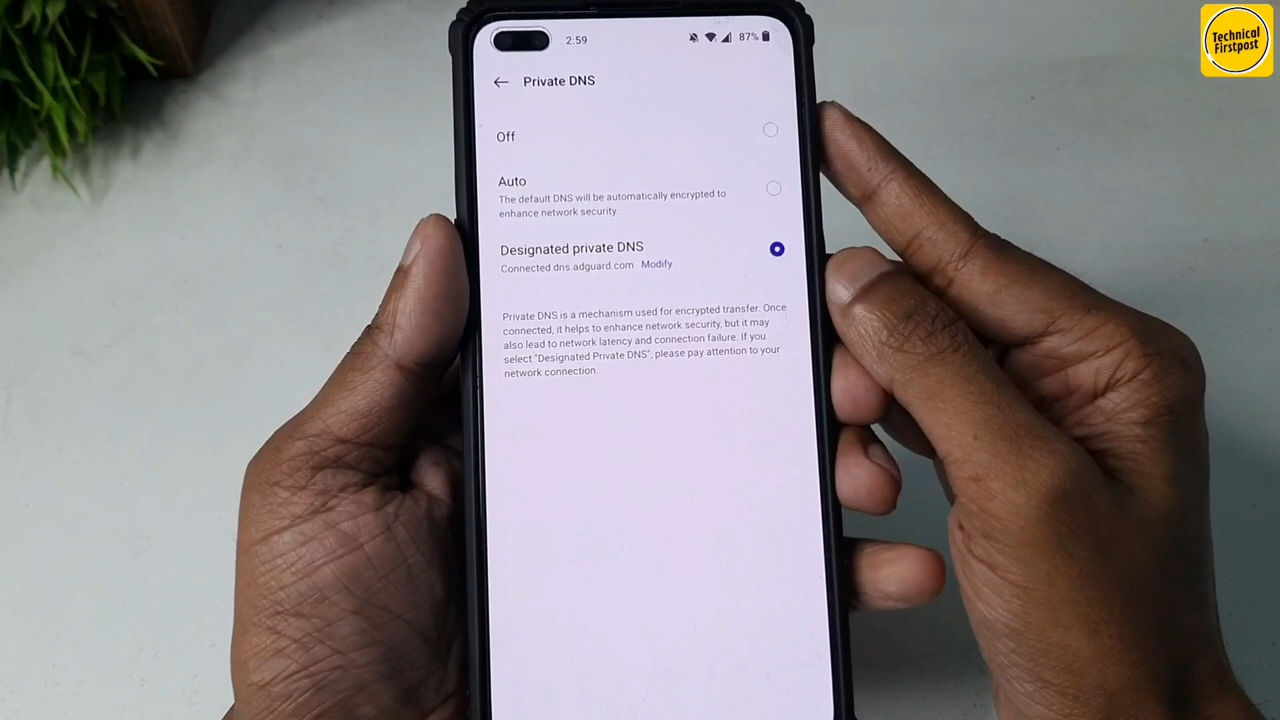 2:59
87%
Technical
Firstpost
Private DNS
Off
Auto
The default DNS will be automatically encrypted to
enhance network security.
Designated private DNS
Connected dns.adguard.com Modify
Private DNS is a mechanism used for encrypted transfer. Once
connected, it helps to enhance network security, but it may
also lead to network latency and connection failure. If you
select "Designated Private DNS", please pay attention to your
network connection.